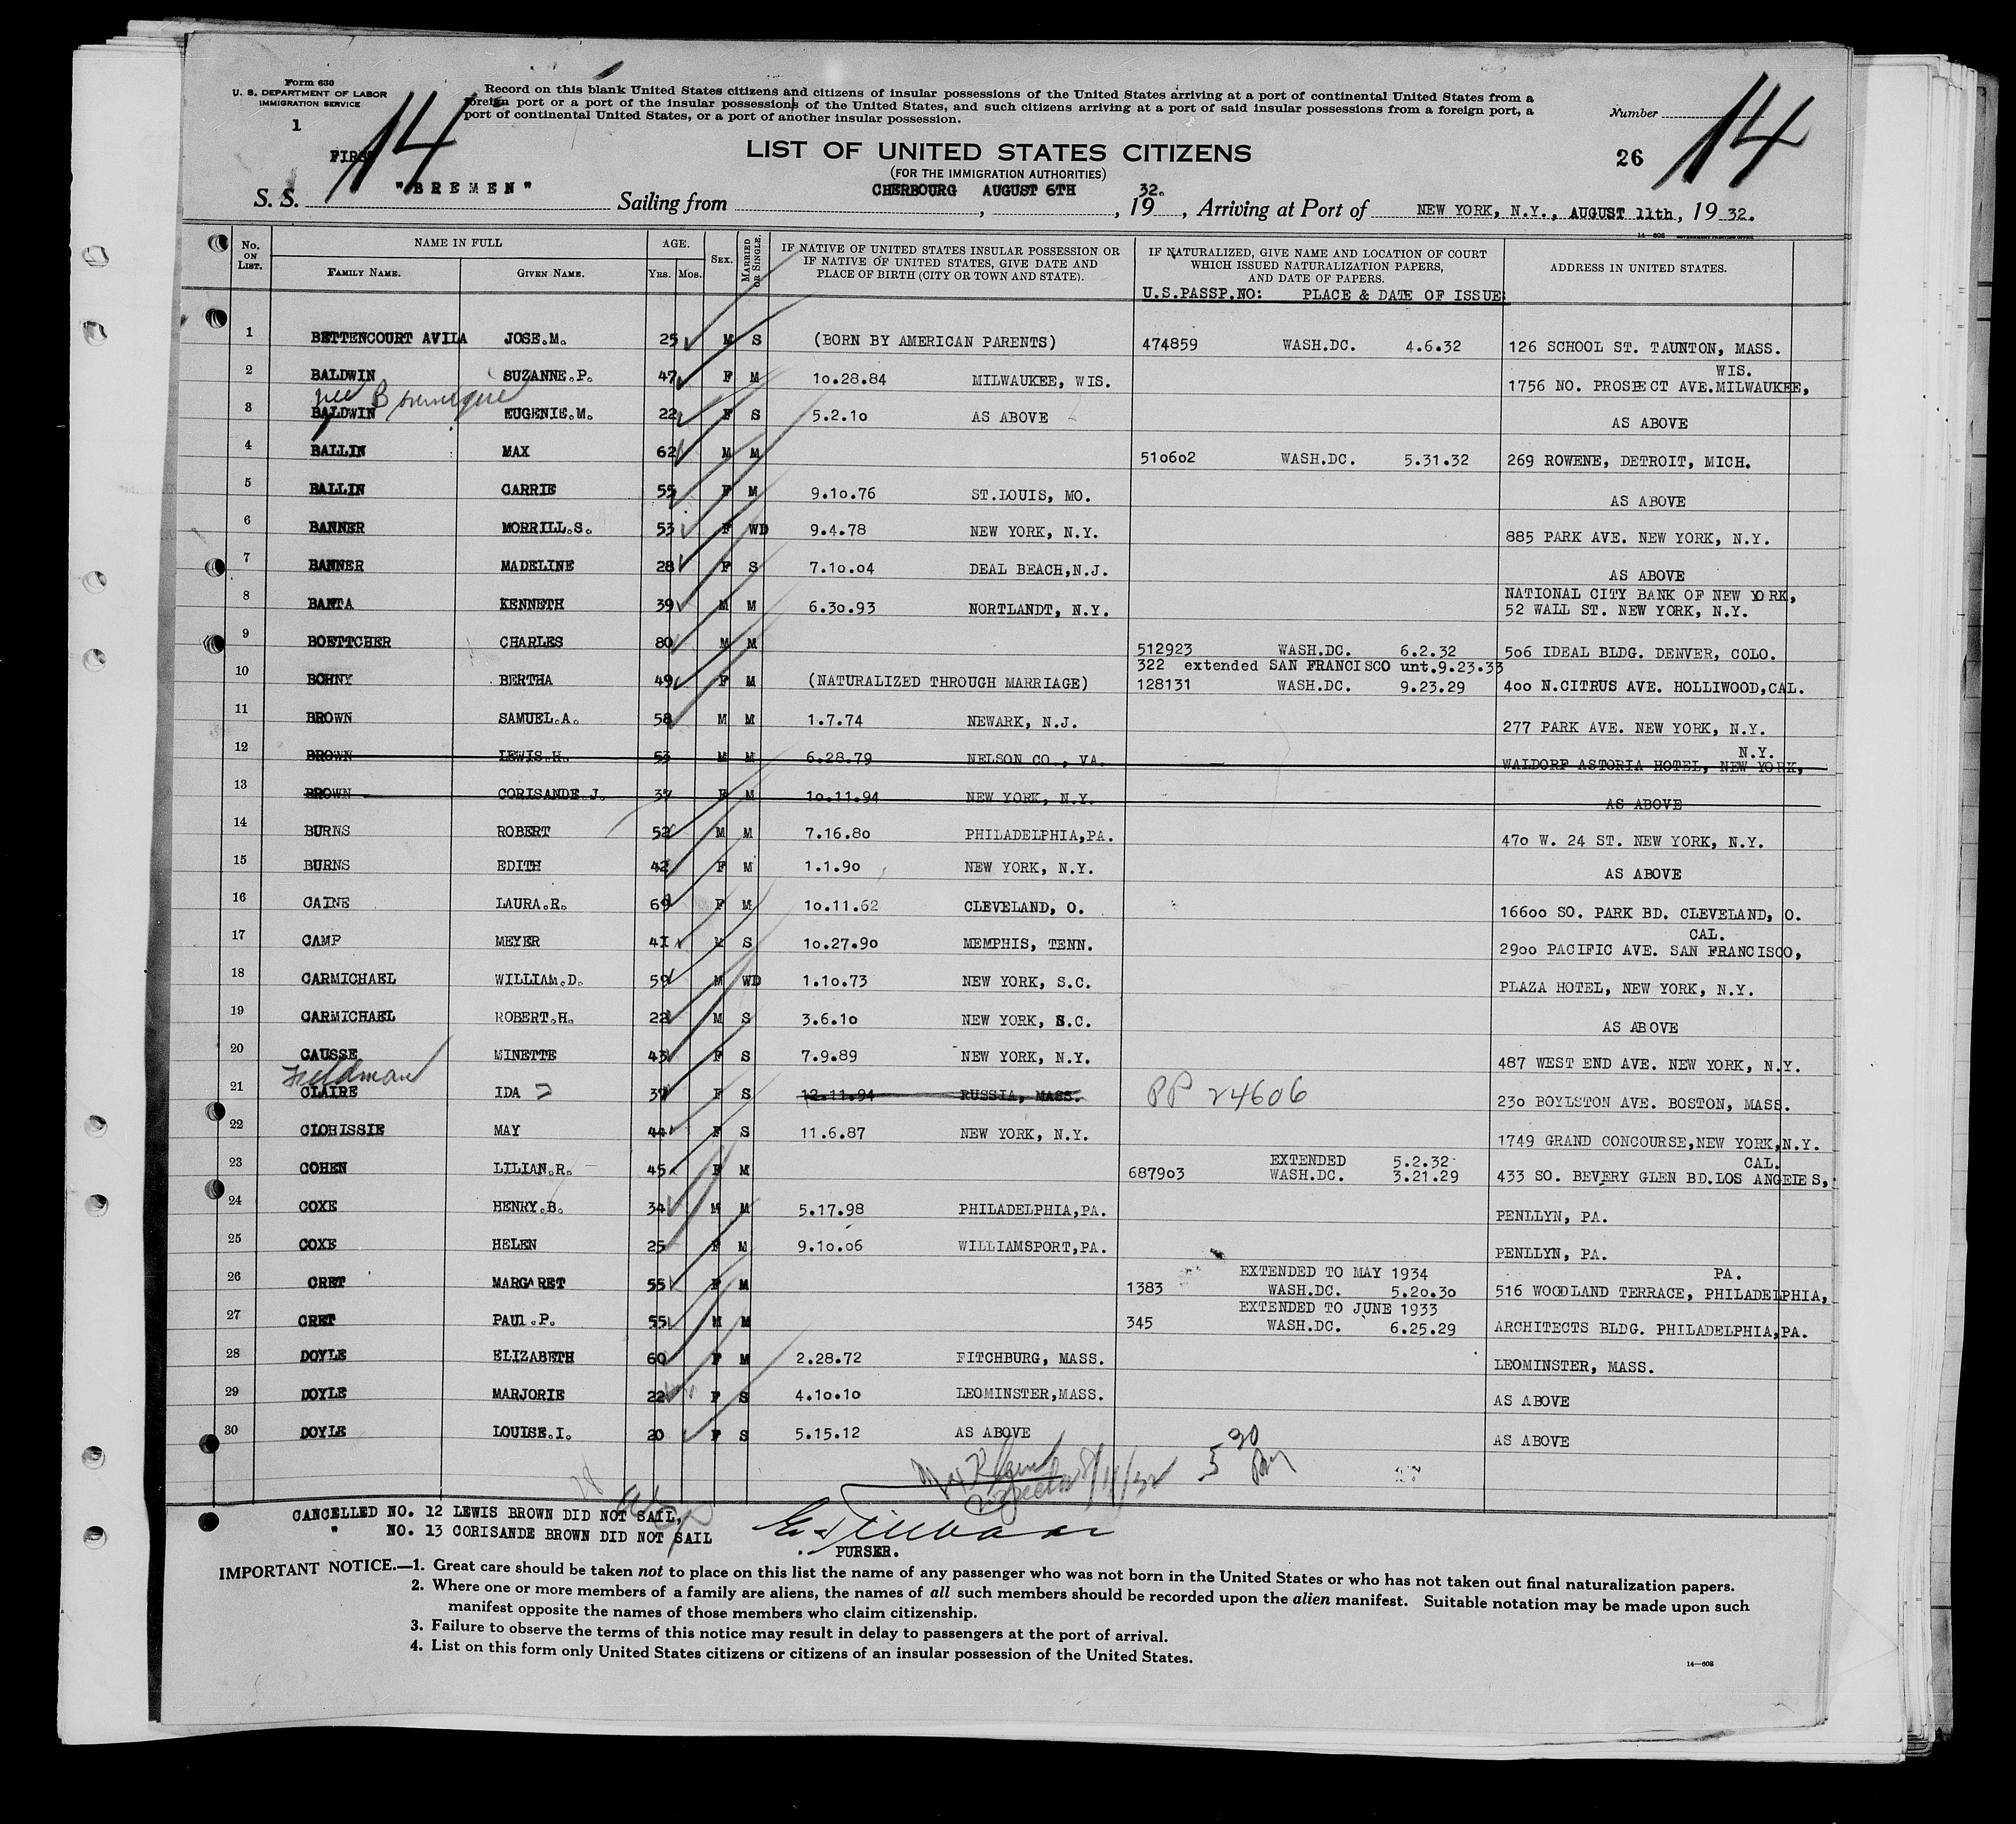 Form 630
U. S. DEPARTMENT OF LABOR
IMMIGRATION SERVICE
1
14
FIRST
Record on this blank United States citizens and citizens of insular possessions of the United States arriving at a port of continental United States from a
foreign port or a port of the insular possessions of the United States, and such citizens arriving at a port of said insular possessions from a foreign port, a
port of continental United States, or a port of another insular possession.
Number
26
14
LIST OF UNITED STATES CITIZENS
(FOR THE IMMIGRATION AUTHORITIES)
S. S. "BREMEN" Sailing from CHERBOURG, AUGUST 6TH, 19 32., Arriving at Port of NEW YORK, N.Y., AUGUST 11th, 19 32.
14—608 GOVERNMENT PRINTING OFFICE
No. ON LIST. NAME IN FULL AGE. SEX. MARRIED OR SINGLE. IF NATIVE OF UNITED STATES INSULAR POSSESSION OR IF NATIVE OF UNITED STATES, GIVE DATE AND PLACE OF BIRTH (CITY OR TOWN AND STATE). IF NATURALIZED, GIVE NAME AND LOCATION OF COURT WHICH ISSUED NATURALIZATION PAPERS, AND DATE OF PAPERS. ADDRESS IN UNITED STATES.
FAMILY NAME. GIVEN NAME. YRS. MOS.
U.S.PASSP.NO: PLACE & DATE OF ISSUE:
1 BETTENCOURT AVILA JOSE.M. 25 M S (BORN BY AMERICAN PARENTS) 474859 WASH.DC. 4.6.32 126 SCHOOL ST. TAUNTON, MASS.
WIS.
2 BALDWIN SUZANNE.P. 47 F M 10.28.84 MILWAUKEE, WIS. 1756 NO. PROSPECT AVE.MILWAUKEE,
3 BALDWIN EUGENIE.M. 22 F S 5.2.10 AS ABOVE AS ABOVE
4 BALLIN MAX 62 M M 510602 WASH.DC. 5.31.32 269 ROWENE, DETROIT, MICH.
5 BALLIN CARRIE 55 F M 9.10.76 ST.LOUIS, MO. AS ABOVE
6 BANNER MORRILL.S. 53 F WD 9.4.78 NEW YORK, N.Y. 885 PARK AVE. NEW YORK, N.Y.
7 BANNER MADELINE 28 F S 7.10.04 DEAL BEACH,N.J. AS ABOVE
NATIONAL CITY BANK OF NEW YORK,
8 BANTA KENNETH 39 M M 6.30.93 NORTLANDT, N.Y. 52 WALL ST. NEW YORK, N.Y.
9 BOETTCHER CHARLES 80 M M 512923 WASH.DC. 6.2.32 506 IDEAL BLDG. DENVER, COLO.
322 extended SAN FRANCISCO unt.9.23.33
10 BOHNY BERTHA 49 F M (NATURALIZED THROUGH MARRIAGE) 128131 WASH.DC. 9.23.29 400 N.CITRUS AVE. HOLLIWOOD,CAL.
11 BROWN SAMUEL.A. 58 M M 1.7.74 NEWARK, N.J. 277 PARK AVE. NEW YORK, N.Y.
N.Y.
12 BROWN LEWIS.H. 53 M M 6.28.79 NELSON CO., VA. WALDORF ASTORIA HOTEL, NEW YORK,
13 BROWN CORISANDE.J. 37 F M 10.11.94 NEW YORK, N.Y. AS ABOVE
14 BURNS ROBERT 52 M M 7.16.80 PHILADELPHIA,PA. 470 W. 24 ST. NEW YORK, N.Y.
15 BURNS EDITH 42 F M 1.1.90 NEW YORK, N.Y. AS ABOVE
16 CAINE LAURA.R. 69 F M 10.11.62 CLEVELAND, O. 16600 SO. PARK BD. CLEVELAND, O.
CAL.
17 CAMP MEYER 41 M S 10.27.90 MEMPHIS, TENN. 2900 PACIFIC AVE. SAN FRANCISCO,
18 CARMICHAEL WILLIAM.D. 59 M WD 1.10.73 NEW YORK, S.C. PLAZA HOTEL, NEW YORK, N.Y.
19 CARMICHAEL ROBERT.H. 22 M S 3.6.10 NEW YORK, S.C. AS ABOVE
20 CAUSSE MINETTE 43 F S 7.9.89 NEW YORK, N.Y. 487 WEST END AVE. NEW YORK, N.Y.
Feldman
21 CLAIRE IDA 37 F S 12.11.94 RUSSIA, MASS. PP 24606 230 BOYLSTON AVE. BOSTON, MASS.
22 CLOHISSIE MAY 44 F S 11.6.87 NEW YORK, N.Y. 1749 GRAND CONCOURSE,NEW YORK,N.Y.
EXTENDED 5.2.32 CAL.
23 COHEN LILIAN.R. 45 F M 687903 WASH.DC. 3.21.29 433 SO. BEVERY GLEN BD.LOS ANGELES,
24 COXE HENRY.B. 34 M M 5.17.98 PHILADELPHIA,PA. PENLLYN, PA.
25 COXE HELEN 25 F M 9.10.06 WILLIAMSPORT,PA. PENLLYN, PA.
EXTENDED TO MAY 1934 PA.
26 CRET MARGARET 55 F M 1383 WASH.DC. 5.20.30 516 WOODLAND TERRACE, PHILADELPHIA,
EXTENDED TO JUNE 1933
27 CRET PAUL.P. 55 M M 345 WASH.DC. 6.25.29 ARCHITECTS BLDG. PHILADELPHIA,PA.
28 DOYLE ELIZABETH 60 F M 2.28.72 FITCHBURG, MASS. LEOMINSTER, MASS.
29 DOYLE MARJORIE 22 F S 4.10.10 LEOMINSTER,MASS. AS ABOVE
30 DOYLE LOUISE.I. 20 F S 5.15.12 AS ABOVE AS ABOVE
8/11/32 5 30 PM
CANCELLED NO. 12 LEWIS BROWN DID NOT SAIL,
" NO. 13 CORISANDE BROWN DID NOT SAIL
PURSER.
IMPORTANT NOTICE.—1. Great care should be taken not to place on this list the name of any passenger who was not born in the United States or who has not taken out final naturalization papers.
2. Where one or more members of a family are aliens, the names of all such members should be recorded upon the alien manifest. Suitable notation may be made upon such
manifest opposite the names of those members who claim citizenship.
3. Failure to observe the terms of this notice may result in delay to passengers at the port of arrival.
4. List on this form only United States citizens or citizens of an insular possession of the United States.
14—608